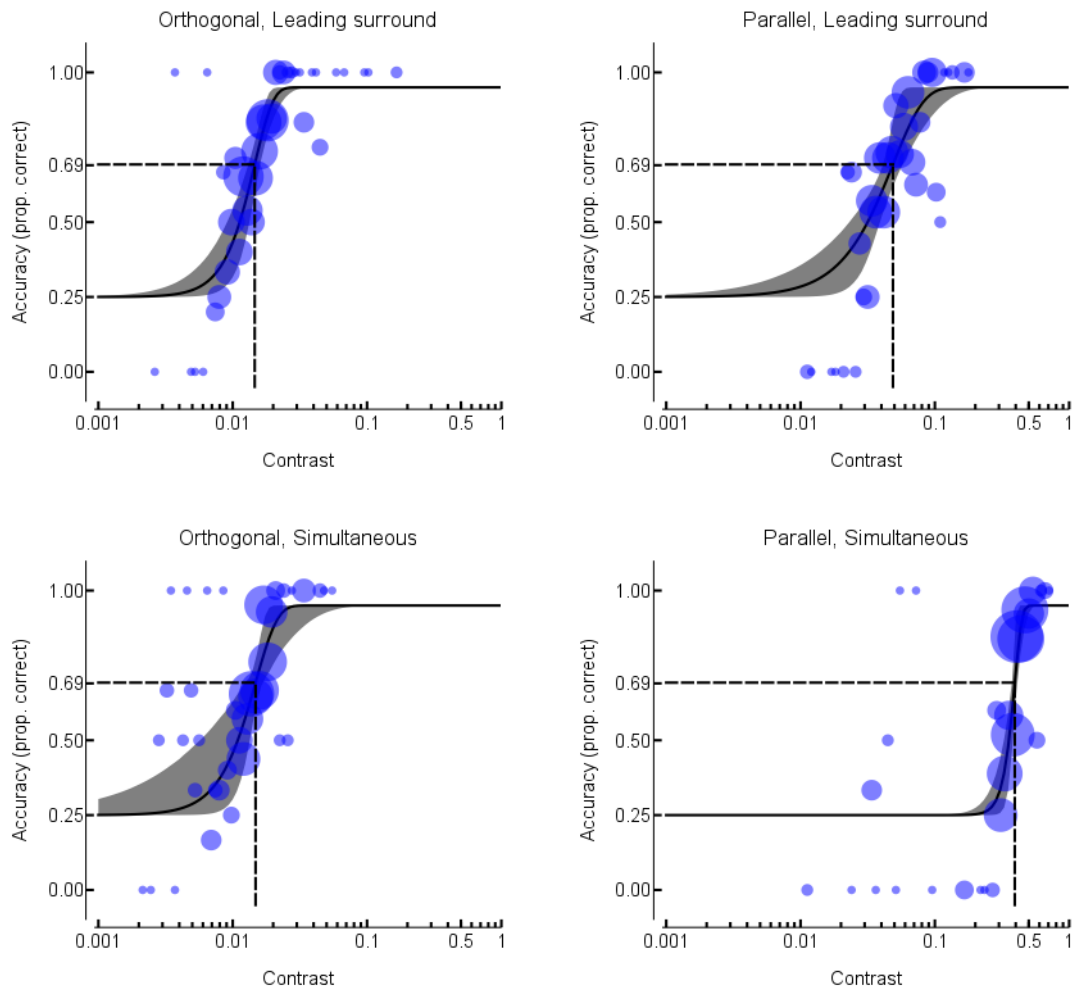 Orthogonal, Leading surround
Accuracy (prop. correct)
1.00
0.69
0.50
0.25
0.00
0.001 0.01 0.1 0.5 1
Contrast
Parallel, Leading surround
Accuracy (prop. correct)
1.00
0.69
0.50
0.25
0.00
0.001 0.01 0.1 0.5 1
Contrast
Orthogonal, Simultaneous
Accuracy (prop. correct)
1.00
0.69
0.50
0.25
0.00
0.001 0.01 0.1 0.5 1
Contrast
Parallel, Simultaneous
Accuracy (prop. correct)
1.00
0.69
0.50
0.25
0.00
0.001 0.01 0.1 0.5 1
Contrast